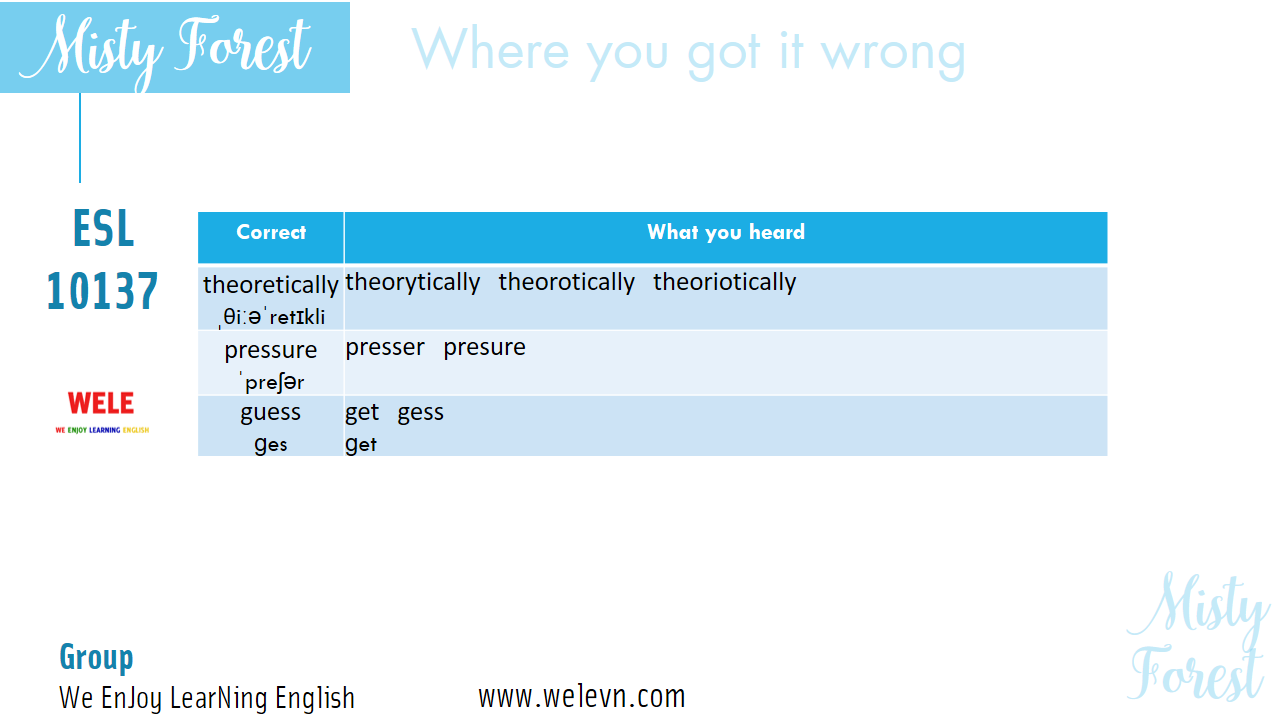 Misty Forest
Where you got it wrong
ESL
10137
WELE
WE ENJOY LEARNING ENGLISH
Correct What you heard
theoretically theorytically theorotically theoriotically
ˌθiːəˈretɪkli
pressure presser presure
ˈpreʃər
guess get gess
ɡes ɡet
Misty
Forest
Group
We EnJoy LearNing English www.welevn.com